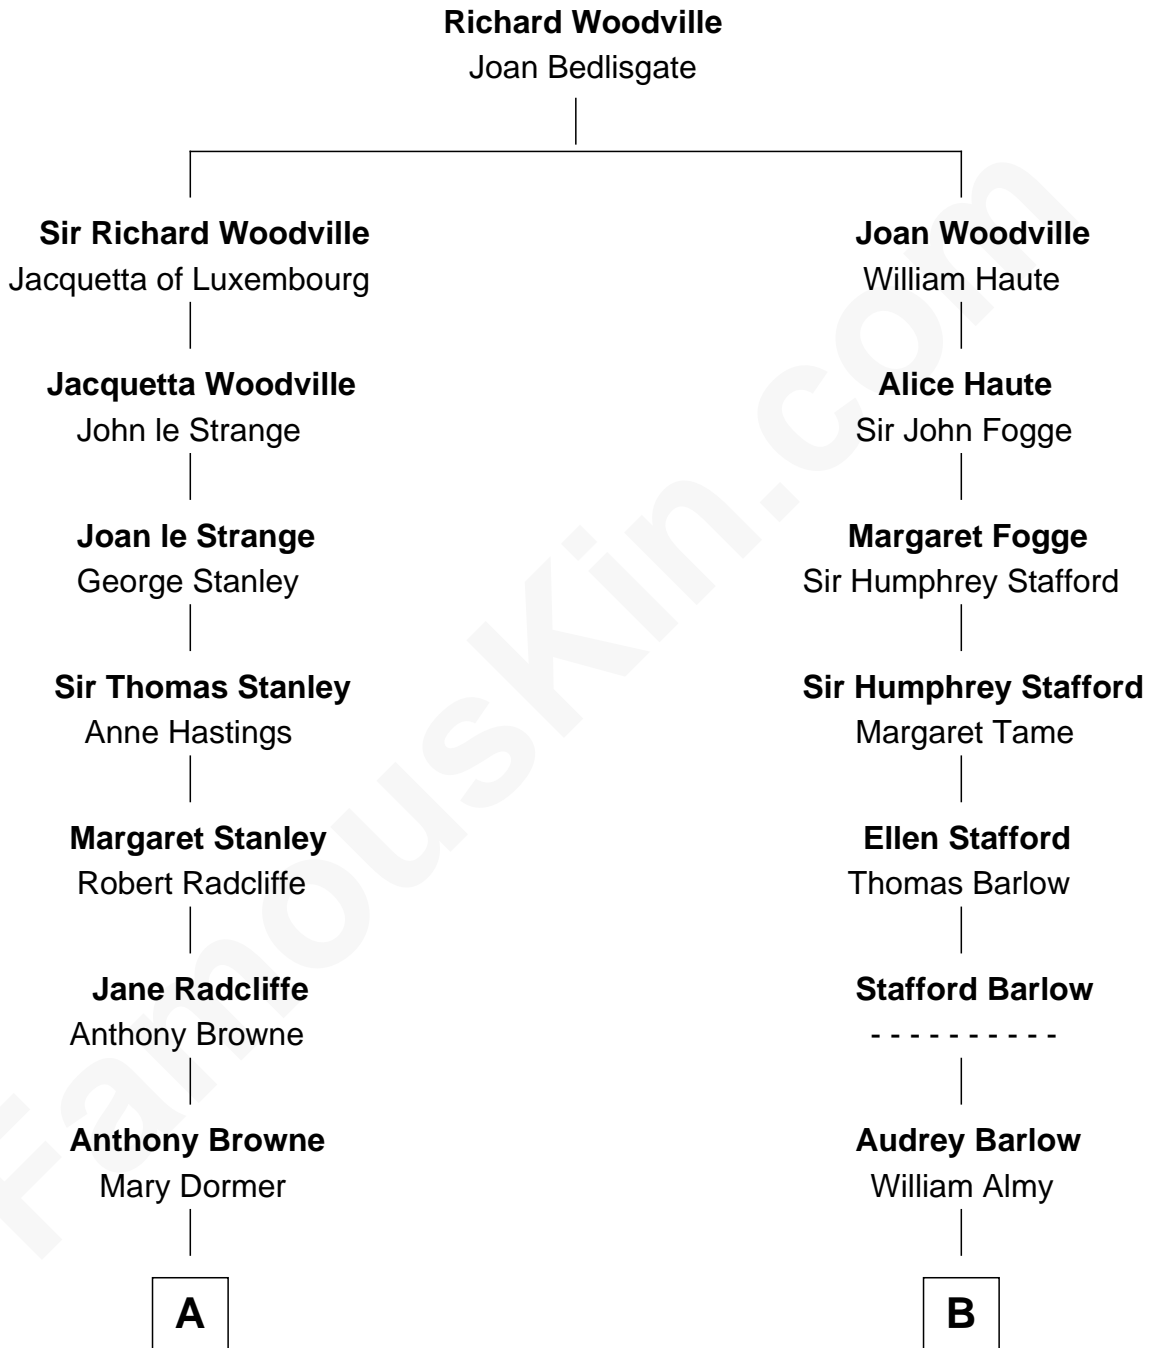 Richard Woodville
Joan Bedlisgate
Sir Richard Woodville
Jacquetta of Luxembourg
Joan Woodville
William Haute
Jacquetta Woodville
John le Strange
Alice Haute
Sir John Fogge
Joan le Strange
George Stanley
Margaret Fogge
Sir Humphrey Stafford
Sir Thomas Stanley
Anne Hastings
Sir Humphrey Stafford
Margaret Tame
Margaret Stanley
Robert Radcliffe
Ellen Stafford
Thomas Barlow
Jane Radcliffe
Anthony Browne
Stafford Barlow
- - - - - - - - - -
Anthony Browne
Mary Dormer
Audrey Barlow
William Almy
A
B
FamousKin.com